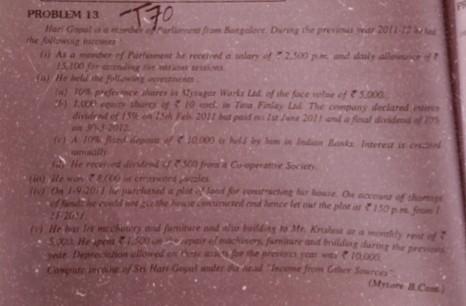 PROBLEM 13 T70
Hari Gopal is a member of Parliament from Bangalore. During the previous year 2011-12 he had
the following incomes
(i) As a member of Parliament he received a salary of ₹ 2,500 p.m. and daily allowance of ₹
15,100 for attending the various sessions.
(ii) He held the following investments
(a) 10% preference shares in Mysugar Works Ltd. of the face value of ₹ 5,000.
(b) 1,000 equity shares of ₹ 10 each in Tata Finlay Ltd. The company declared interim
dividend of 15% on 25th Feb. 2011 but paid on 1st June 2011 and a final dividend of 20%
on 30-3-2012.
(c) A 10% fixed deposit of ₹ 10,000 is held by him in Indian Banks. Interest is credited
annually.
(d) He received dividend of ₹ 500 from a Co-operative Society.
(iii) He won ₹ 8,000 in crossword puzzles.
(iv) On 1-9-2011 he purchased a plot of land for constructing his house. On account of shortage
of funds he could not get the house constructed and hence let out the plot at ₹ 150 p.m. from 1-
(v) He has let machinery and furniture and also building to Mr. Krishna at a monthly rent of ₹
5,000. He spent ₹ 1,500 on repair of machinery, furniture and building during the previous
year. Depreciation allowed on these assets for the previous year was ₹ 10,000.
Compute income of Sri Hari Gopal under the head "Income from Other Sources".
(Mysore B.Com.)